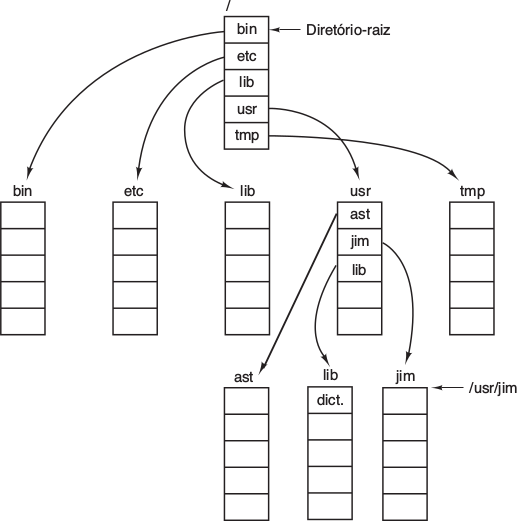 /
bin
Diretório-raiz
etc
lib
usr
tmp
bin
etc
lib
usr
tmp
ast
jim
lib
ast
lib
jim
/usr/jim
dict.